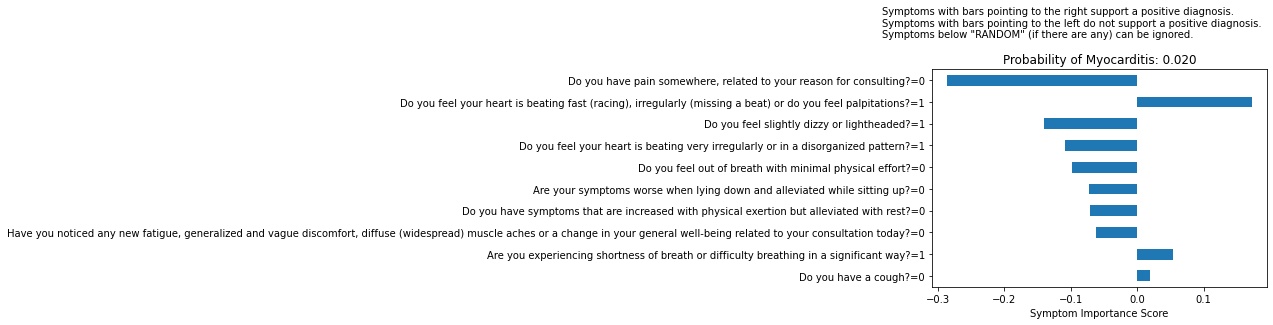 Symptoms with bars pointing to the right support a positive diagnosis.
Symptoms with bars pointing to the left do not support a positive diagnosis.
Symptoms below "RANDOM" (if there are any) can be ignored.
Probability of Myocarditis: 0.020
Do you have pain somewhere, related to your reason for consulting?=0
Do you feel your heart is beating fast (racing), irregularly (missing a beat) or do you feel palpitations?=1
Do you feel slightly dizzy or lightheaded?=1
Do you feel your heart is beating very irregularly or in a disorganized pattern?=1
Do you feel out of breath with minimal physical effort?=0
Are your symptoms worse when lying down and alleviated while sitting up?=0
Do you have symptoms that are increased with physical exertion but alleviated with rest?=0
Have you noticed any new fatigue, generalized and vague discomfort, diffuse (widespread) muscle aches or a change in your general well-being related to your consultation today?=0
Are you experiencing shortness of breath or difficulty breathing in a significant way?=1
Do you have a cough?=0
−0.3 −0.2 −0.1 0.0 0.1
Symptom Importance Score